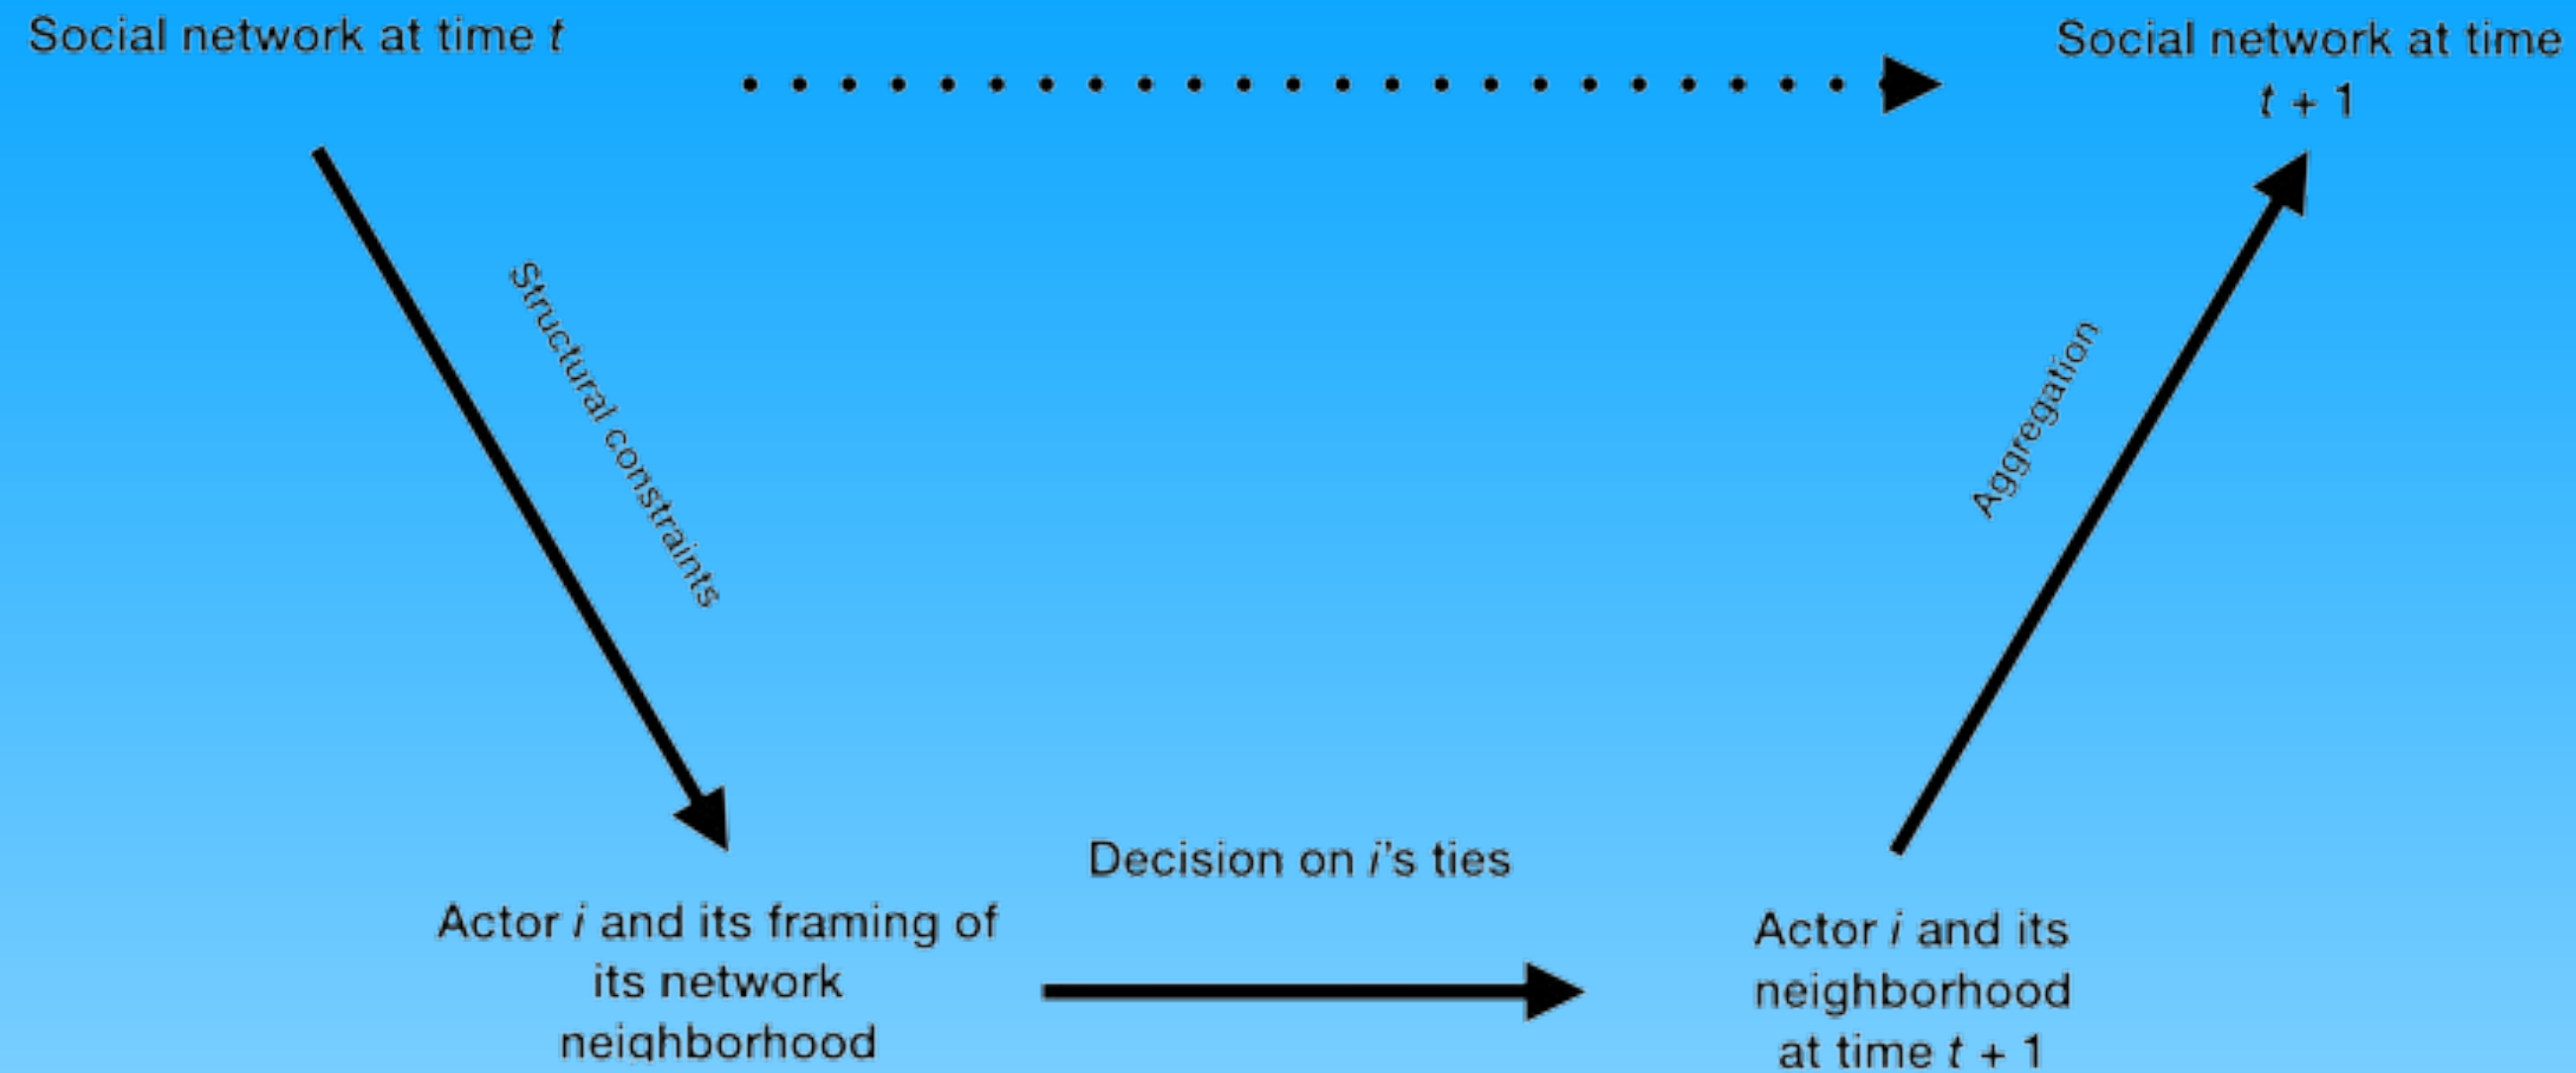 Social network at time t
Social network at time
t + 1
Structural constraints
Aggregation
Decision on i's ties
Actor i and its framing of
its network
neighborhood
Actor i and its
neighborhood
at time t + 1